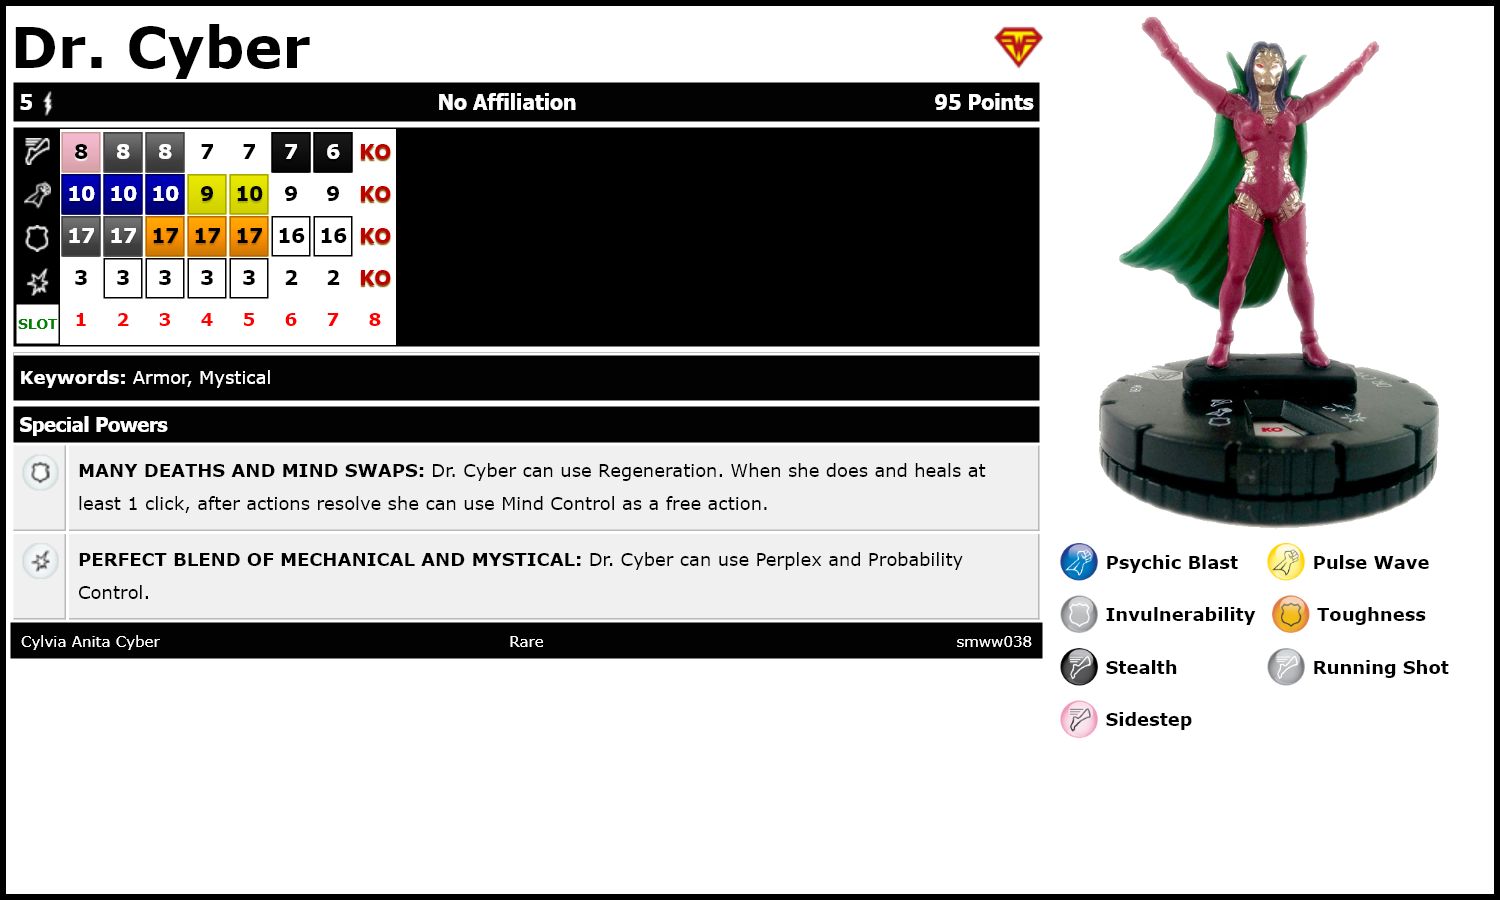 Dr. Cyber
5 No Affiliation 95 Points
8 8 8 7 7 7 6 KO
10 10 10 9 10 9 9 KO
17 17 17 17 17 16 16 KO
3 3 3 3 3 2 2 KO
SLOT 1 2 3 4 5 6 7 8
Keywords: Armor, Mystical
Special Powers
MANY DEATHS AND MIND SWAPS: Dr. Cyber can use Regeneration. When she does and heals at
least 1 click, after actions resolve she can use Mind Control as a free action.
PERFECT BLEND OF MECHANICAL AND MYSTICAL: Dr. Cyber can use Perplex and Probability
Control.
Cylvia Anita Cyber Rare smww038
KO
Psychic Blast Pulse Wave
Invulnerability Toughness
Stealth Running Shot
Sidestep